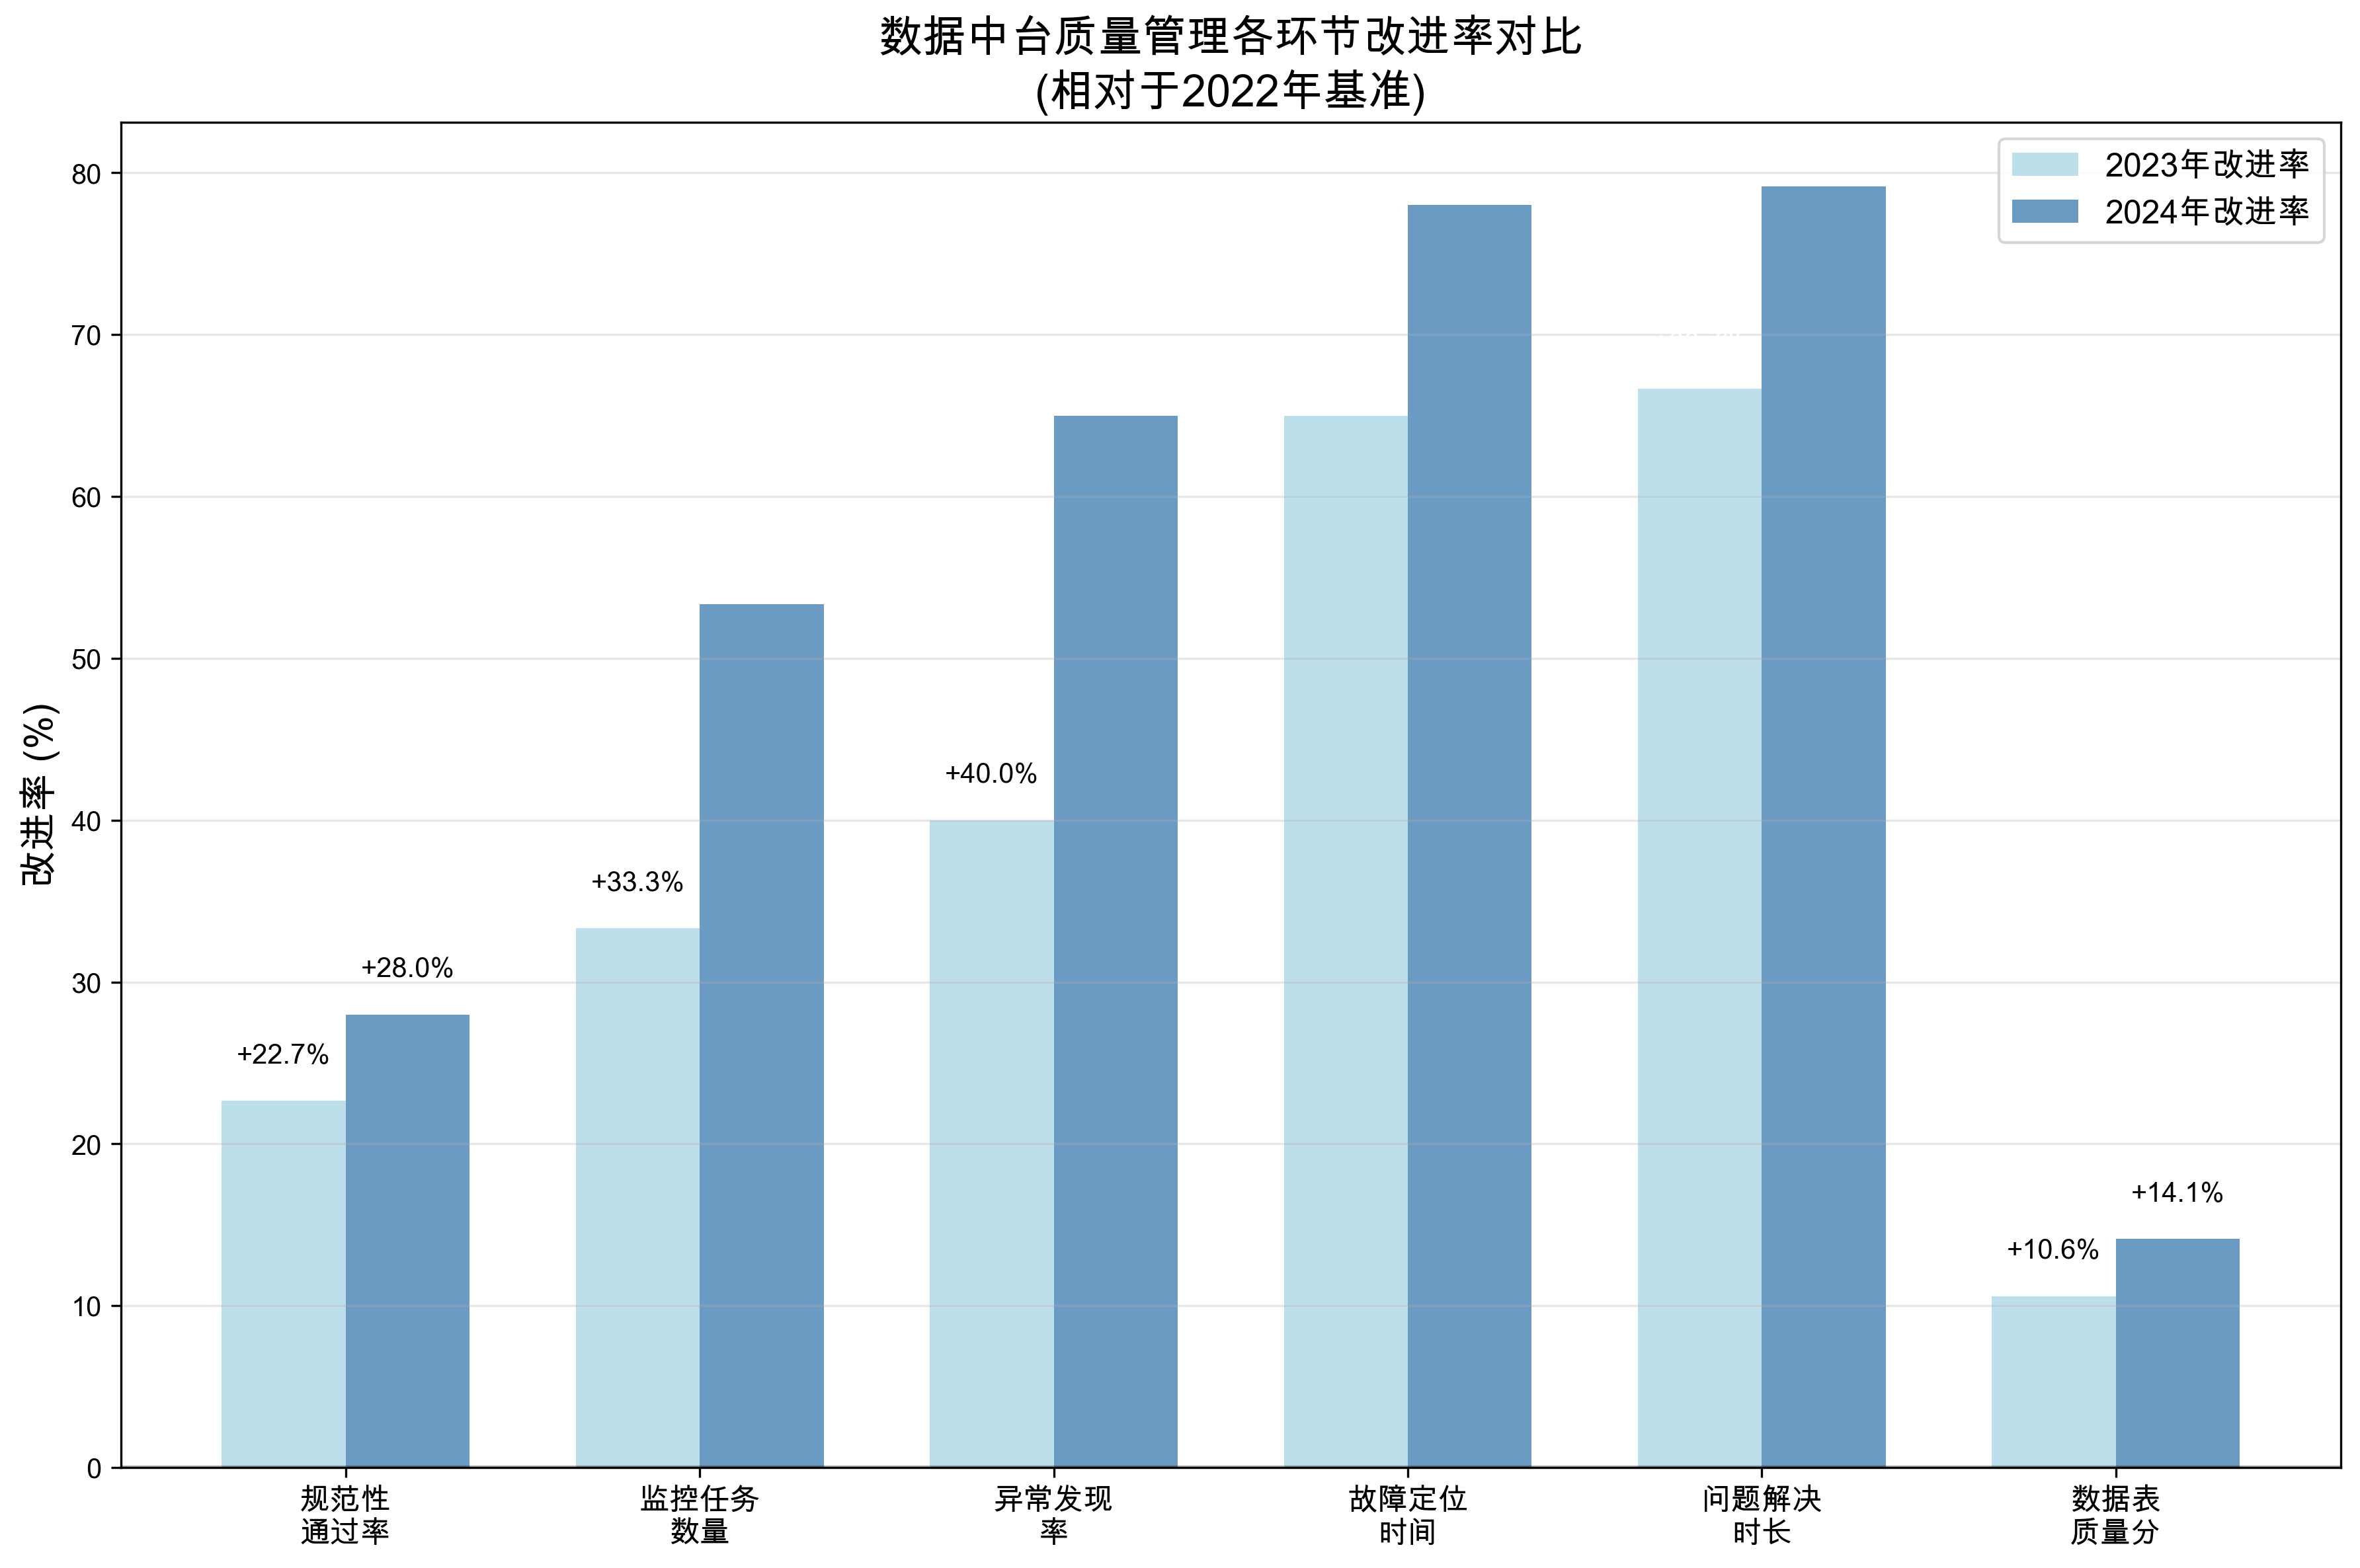 数据中台质量管理各环节改进率对比
(相对于2022年基准)
2023年改进率
2024年改进率
改进率 (%)
80
70
60
50
40
30
20
10
0
+22.7%
+28.0%
+33.3%
+40.0%
+10.6%
+14.1%
规范性
通过率
监控任务
数量
异常发现
率
故障定位
时间
问题解决
时长
数据表
质量分